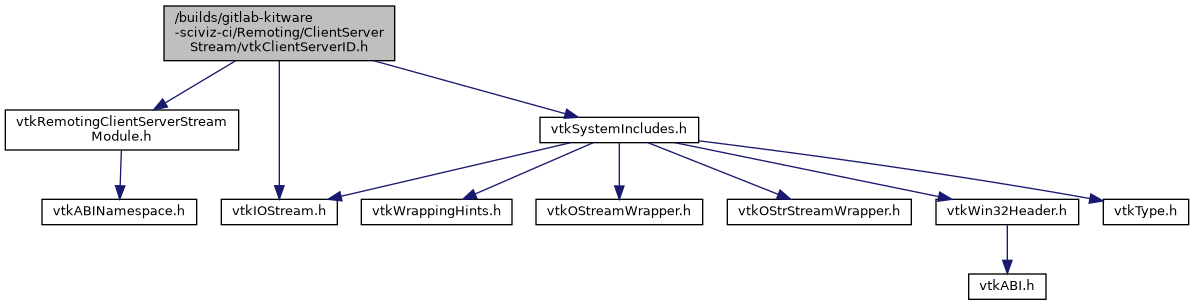 /builds/gitlab-kitware
-sciviz-ci/Remoting/ClientServer
Stream/vtkClientServerID.h
vtkRemotingClientServerStream
Module.h
vtkSystemIncludes.h
vtkABINamespace.h
vtkIOStream.h
vtkWrappingHints.h
vtkOStreamWrapper.h
vtkOStrStreamWrapper.h
vtkWin32Header.h
vtkType.h
vtkABI.h